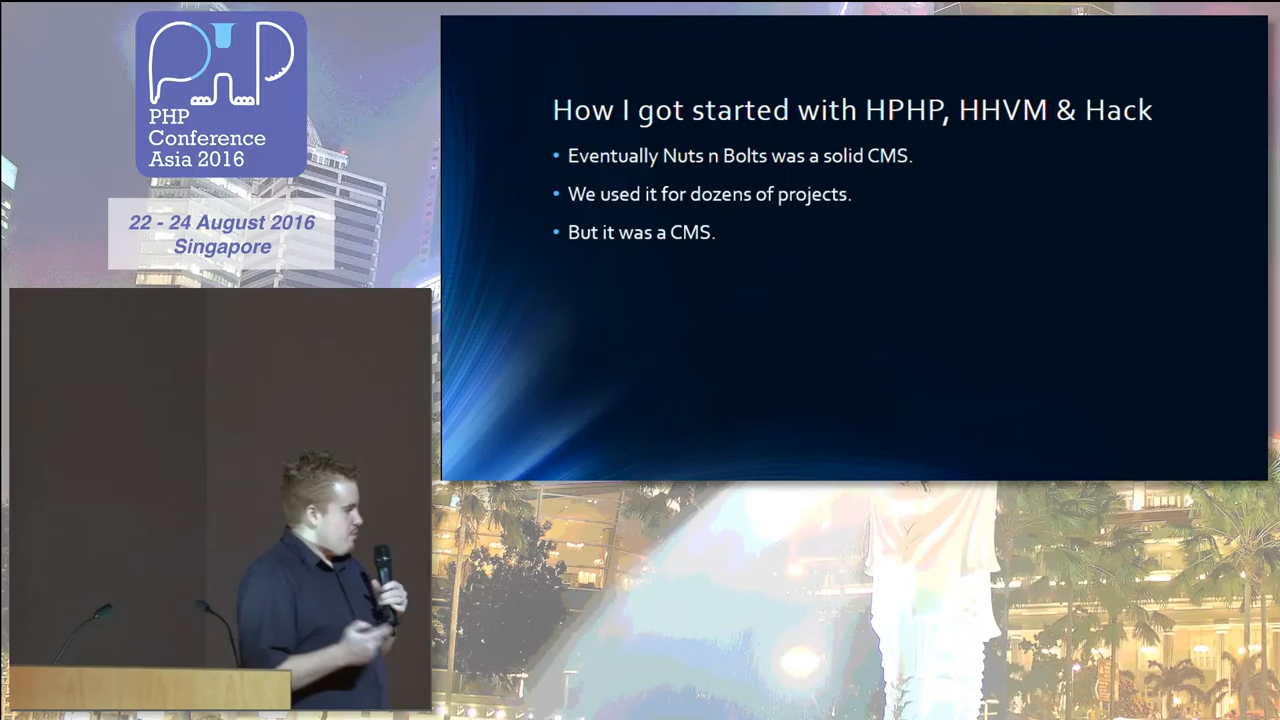 PHP
Conference
Asia 2016
22 - 24 August 2016
Singapore
How I got started with HPHP, HHVM & Hack
• Eventually Nuts n Bolts was a solid CMS.
• We used it for dozens of projects.
• But it was a CMS.